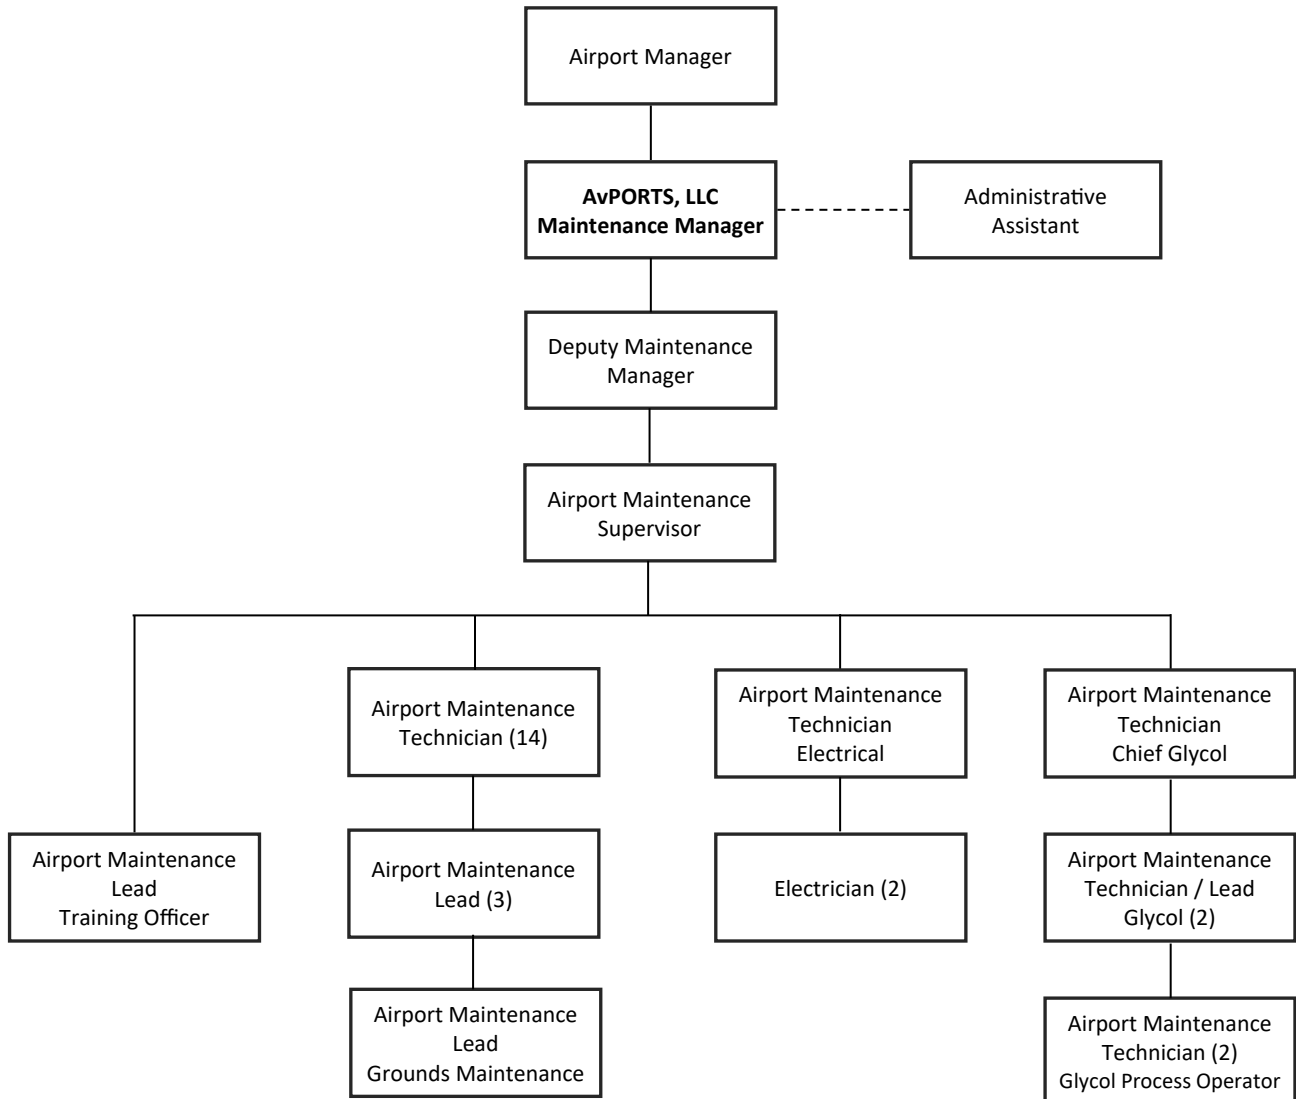 Airport Manager
AvPORTS, LLC
Maintenance Manager
Administrative
Assistant
Deputy Maintenance
Manager
Airport Maintenance
Supervisor
Airport Maintenance
Technician (14)
Airport Maintenance
Technician
Electrical
Airport Maintenance
Technician
Chief Glycol
Airport Maintenance
Lead
Training Officer
Airport Maintenance
Lead (3)
Electrician (2)
Airport Maintenance
Technician / Lead
Glycol (2)
Airport Maintenance
Lead
Grounds Maintenance
Airport Maintenance
Technician (2)
Glycol Process Operator